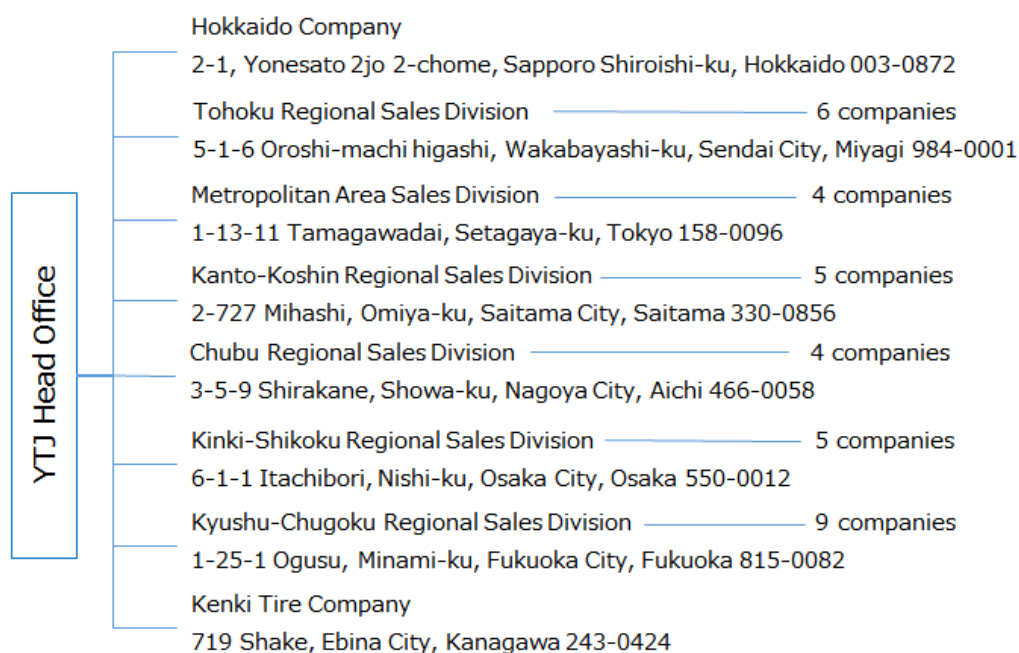 YTJ Head Office
Hokkaido Company
2-1, Yonesato 2jo 2-chome, Sapporo Shiroishi-ku, Hokkaido 003-0872
Tohoku Regional Sales Division 6 companies
5-1-6 Oroshi-machi higashi, Wakabayashi-ku, Sendai City, Miyagi 984-0001
Metropolitan Area Sales Division 4 companies
1-13-11 Tamagawadai, Setagaya-ku, Tokyo 158-0096
Kanto-Koshin Regional Sales Division 5 companies
2-727 Mihashi, Omiya-ku, Saitama City, Saitama 330-0856
Chubu Regional Sales Division 4 companies
3-5-9 Shirakane, Showa-ku, Nagoya City, Aichi 466-0058
Kinki-Shikoku Regional Sales Division 5 companies
6-1-1 Itachibori, Nishi-ku, Osaka City, Osaka 550-0012
Kyushu-Chugoku Regional Sales Division 9 companies
1-25-1 Ogusu, Minami-ku, Fukuoka City, Fukuoka 815-0082
Kenki Tire Company
719 Shake, Ebina City, Kanagawa 243-0424